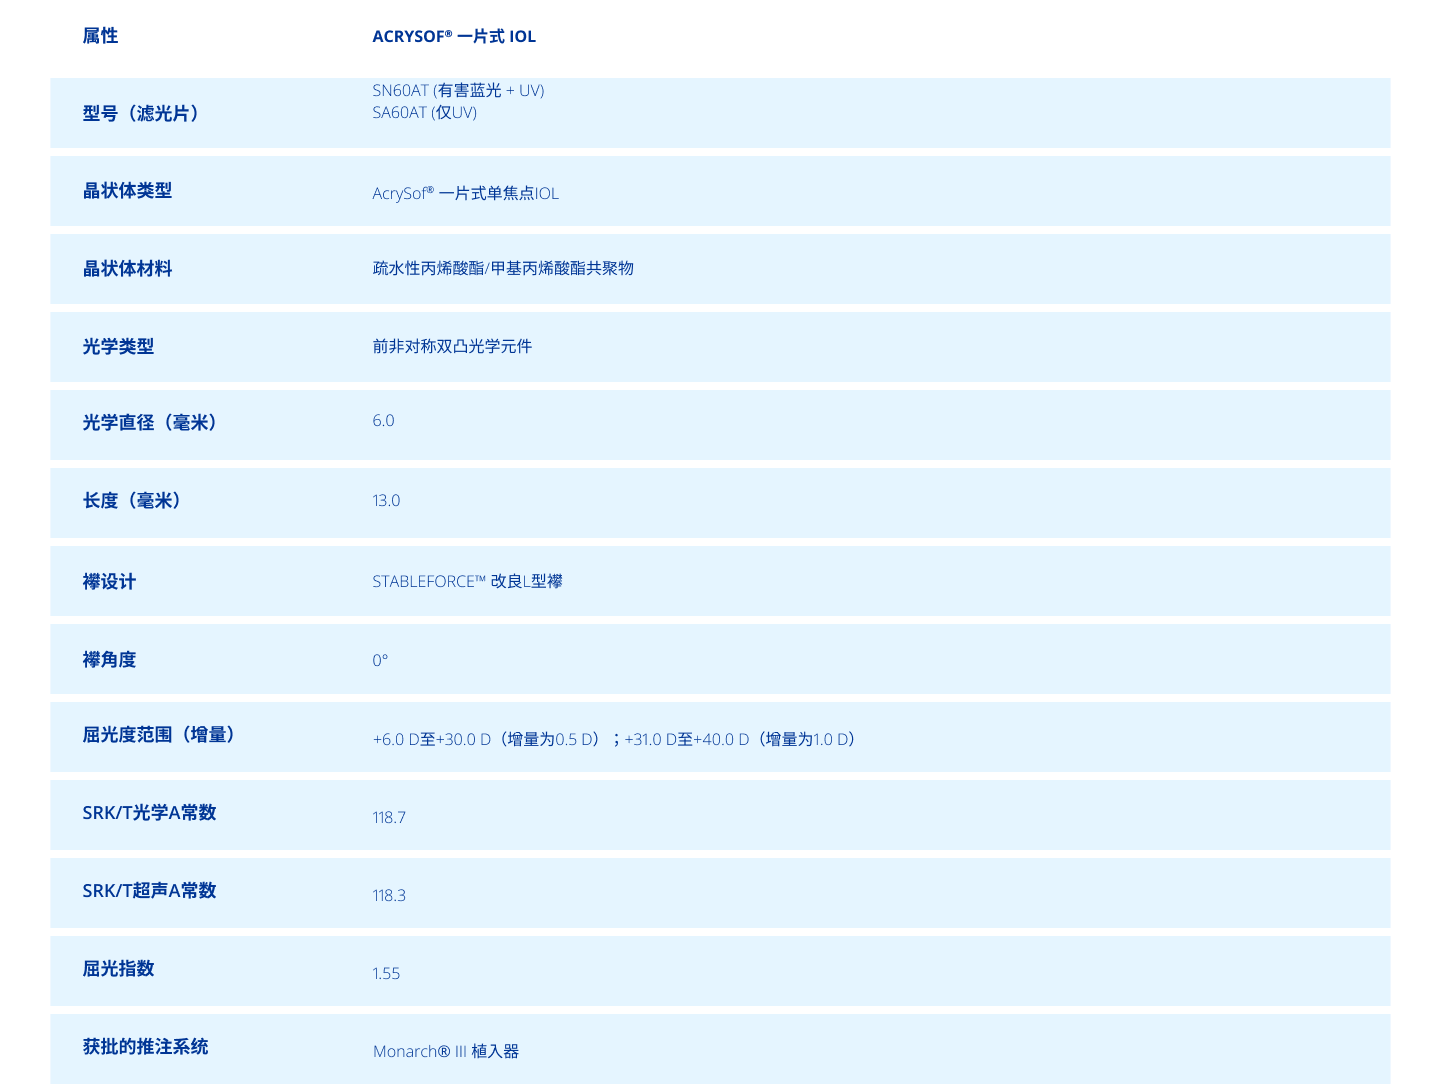 属性 ACRYSOF® 一片式 IOL
型号（滤光片） SN60AT (有害蓝光 + UV)
SA60AT (仅UV)
晶状体类型 AcrySof® 一片式单焦点IOL
晶状体材料 疏水性丙烯酸酯/甲基丙烯酸酯共聚物
光学类型 前非对称双凸光学元件
光学直径（毫米） 6.0
长度（毫米） 13.0
襻设计 STABLEFORCE™ 改良L型襻
襻角度 0°
屈光度范围（增量） +6.0 D至+30.0 D（增量为0.5 D）；+31.0 D至+40.0 D（增量为1.0 D）
SRK/T光学A常数 118.7
SRK/T超声A常数 118.3
屈光指数 1.55
获批的推注系统 Monarch® III 植入器